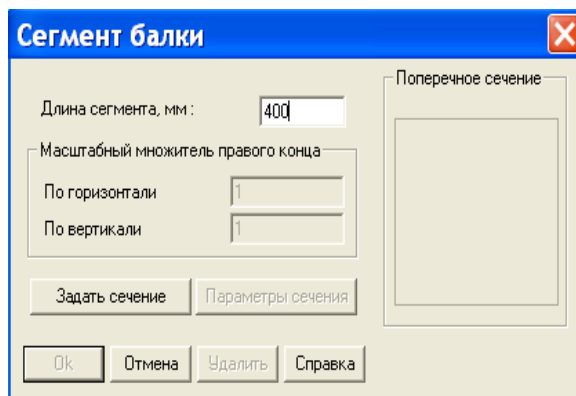 Сегмент балки
Поперечное сечение
Длина сегмента, мм :
400
Масштабный множитель правого конца
По горизонтали
1
По вертикали
1
Задать сечение
Параметры сечения
Ok
Отмена
Удалить
Справка